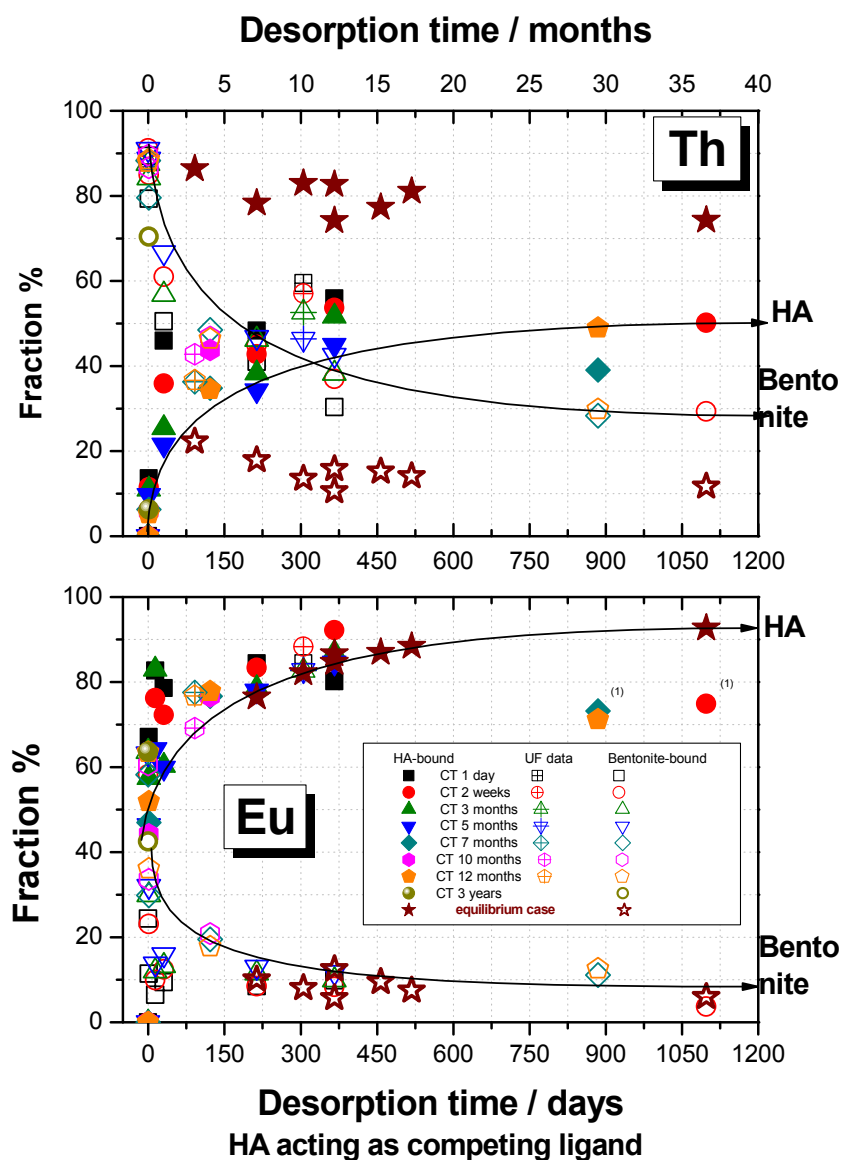 Desorption time / months
0 5 10 15 20 25 30 35 40
100
80
60
40
20
0
Fraction %
Th
HA
Bento
nite
0 150 300 450 600 750 900 1050 1200
100
80
60
40
20
0
Fraction %
Eu
HA
(1) (1)
HA-bound UF data Bentonite-bound
CT 1 day
CT 2 weeks
CT 3 months
CT 5 months
CT 7 months
CT 10 months
CT 12 months
CT 3 years
equilibrium case
Bento
nite
0 150 300 450 600 750 900 1050 1200
Desorption time / days
HA acting as competing ligand